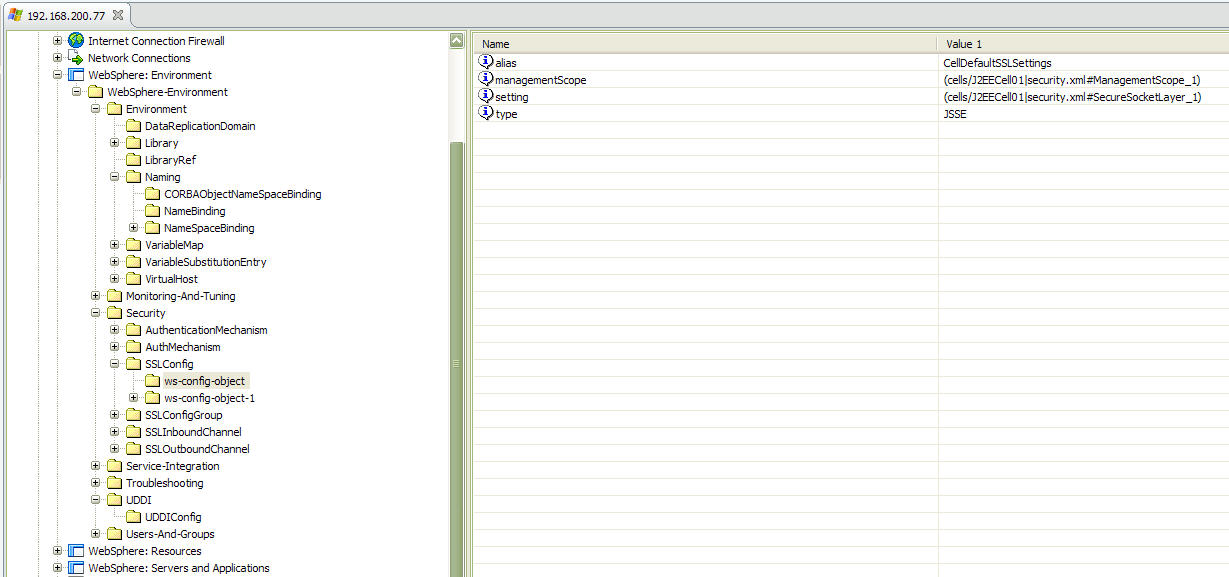 192.168.200.77
Internet Connection Firewall
Network Connections
WebSphere: Environment
WebSphere-Environment
Environment
DataReplicationDomain
Library
LibraryRef
Naming
CORBAObjectNameSpaceBinding
NameBinding
NameSpaceBinding
VariableMap
VariableSubstitutionEntry
VirtualHost
Monitoring-And-Tuning
Security
AuthenticationMechanism
AuthMechanism
SSLConfig
ws-config-object
ws-config-object-1
SSLConfigGroup
SSLInboundChannel
SSLOutboundChannel
Service-Integration
Troubleshooting
UDDI
UDDIConfig
Users-And-Groups
WebSphere: Resources
WebSphere: Servers and Applications
Name Value 1
alias CellDefaultSSLSettings
managementScope (cells/J2EECell01|security.xml#ManagementScope_1)
setting (cells/J2EECell01|security.xml#SecureSocketLayer_1)
type JSSE